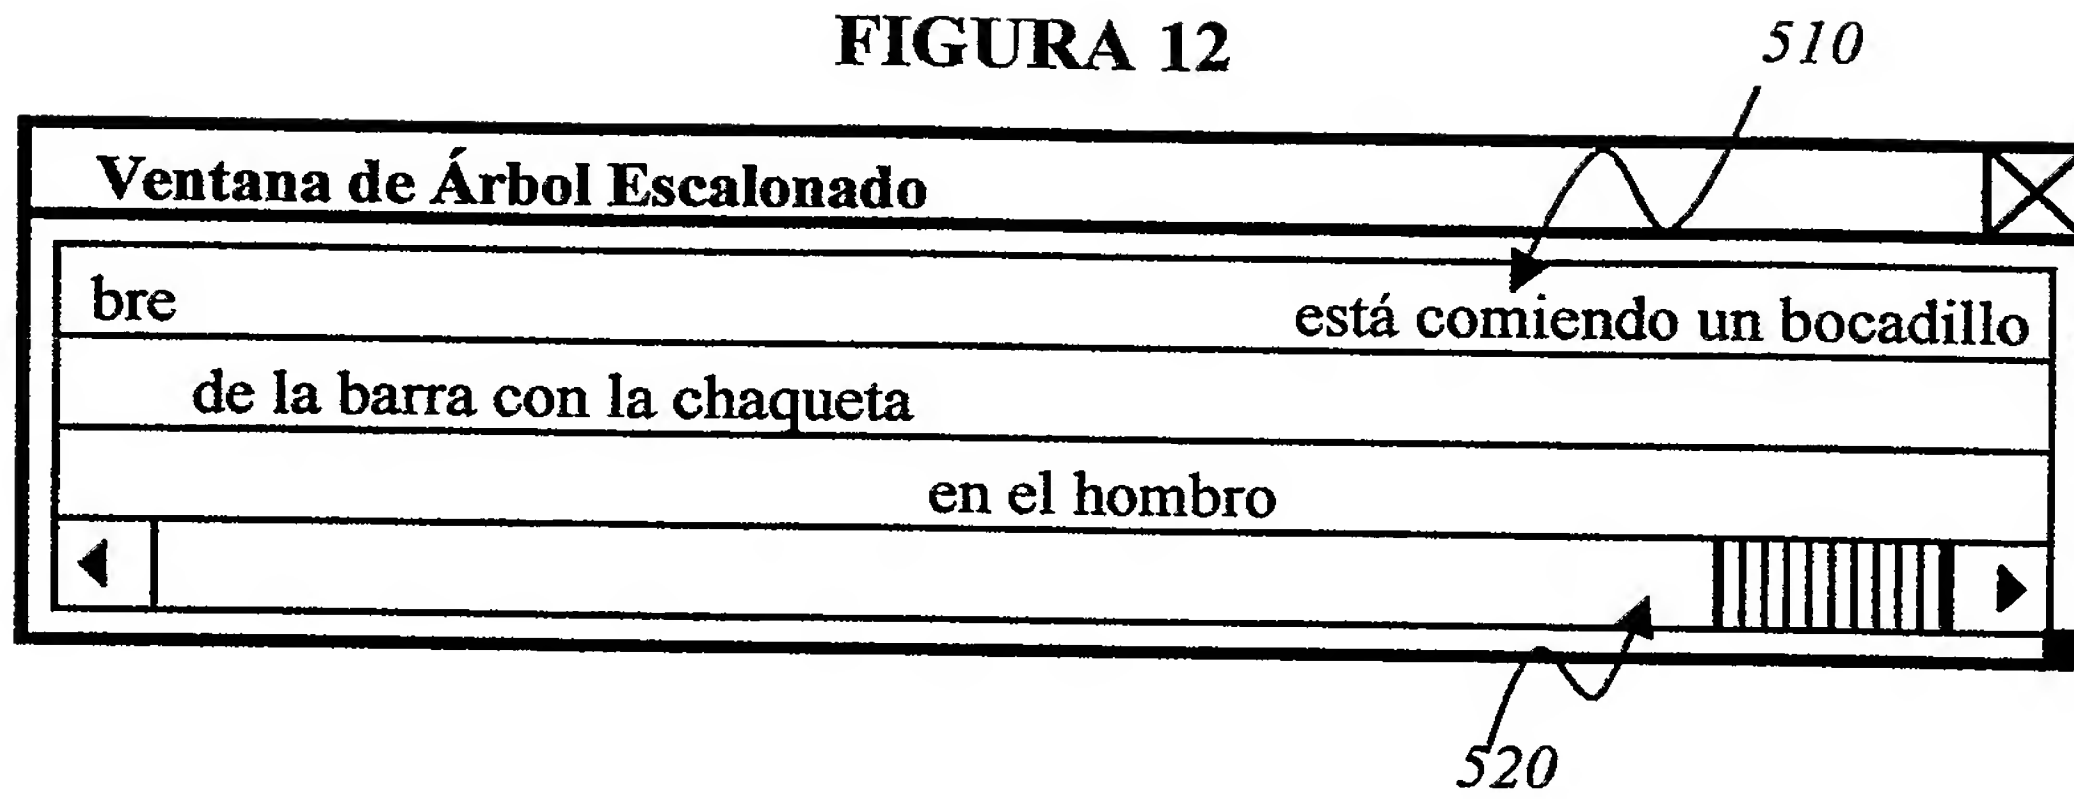 FIGURA 12
510
Ventana de Árbol Escalonado
bre está comiendo un bocadillo
de la barra con la chaqueta
en el hombro
520